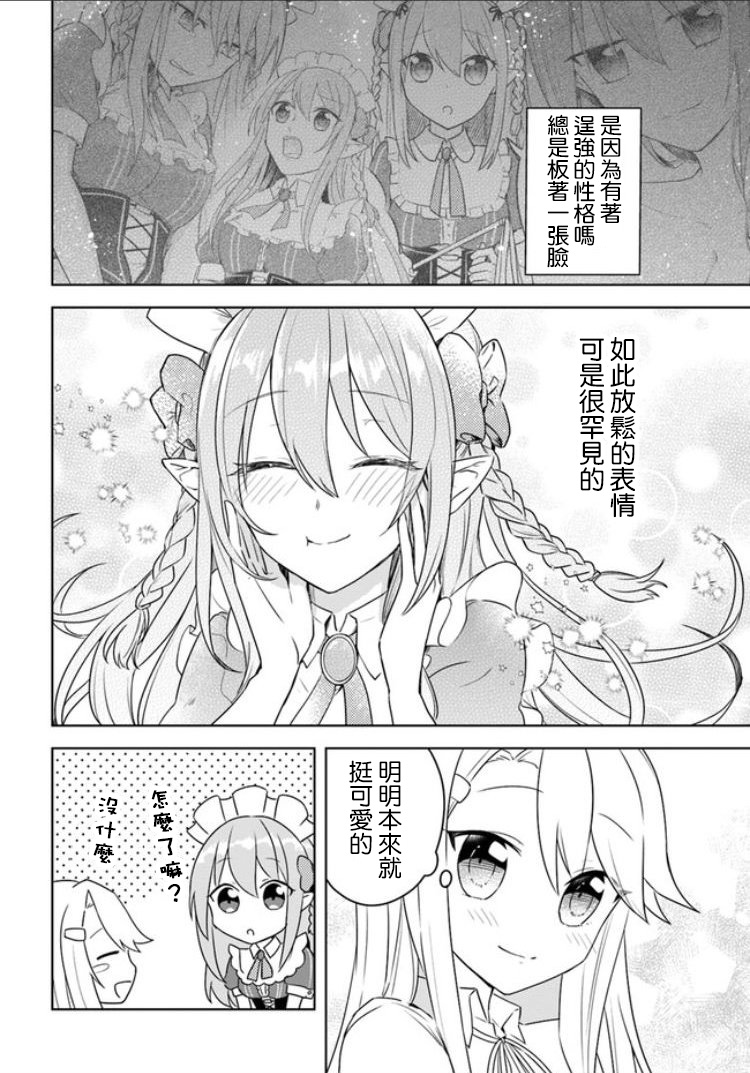 是因為有著
逞強的性格嗎
總是板著一張臉
如此放鬆的表情
可是很罕見的
明明本來就
挺可愛的
怎麼了嘛？
沒什麼